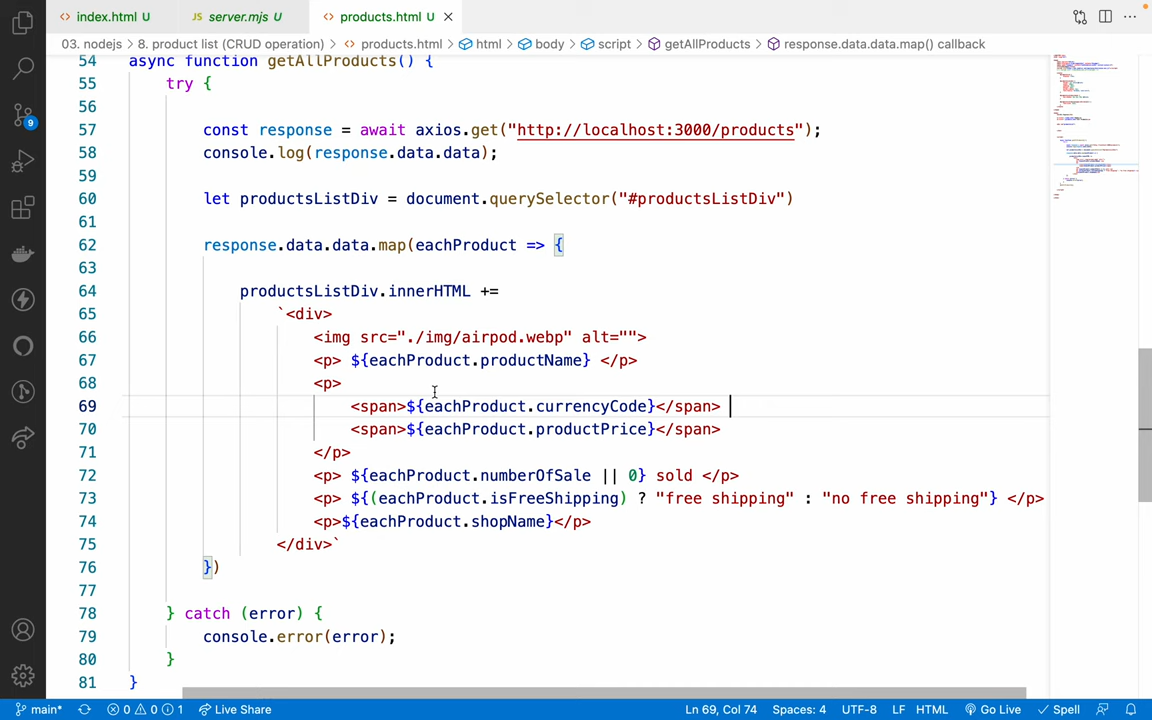 index.html U
server.mjs U
products.html U
03. nodejs > 8. product list (CRUD operation) > products.html > html > body > script > getAllProducts > response.data.data.map() callback
54 async function getAllProducts() {
55 try {
56
57 const response = await axios.get("http://localhost:3000/products");
58 console.log(response.data.data);
59
60 let productsListDiv = document.querySelector("#productsListDiv")
61
62 response.data.data.map(eachProduct => {
63
64 productsListDiv.innerHTML +=
65 `<div>
66 <img src="./img/airpod.webp" alt="">
67 <p> ${eachProduct.productName} </p>
68 <p>
69 <span>${eachProduct.currencyCode}</span>
70 <span>${eachProduct.productPrice}</span>
71 </p>
72 <p> ${eachProduct.numberOfSale || 0} sold </p>
73 <p> ${(eachProduct.isFreeShipping) ? "free shipping" : "no free shipping"} </p>
74 <p>${eachProduct.shopName}</p>
75 </div>`
76 })
77
78 } catch (error) {
79 console.error(error);
80 }
81 }
9
main* 0 0 1 Live Share Ln 69, Col 74 Spaces: 4 UTF-8 LF HTML Go Live Spell